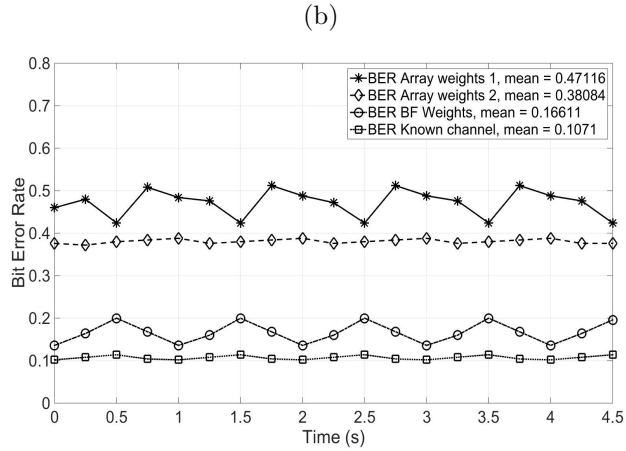 (b)
0.8
BER Array weights 1, mean = 0.47116
BER Array weights 2, mean = 0.38084
BER BF Weights, mean = 0.16611
BER Known channel, mean = 0.1071
0.7
0.6
0.5
0.4
0.3
0.2
0.1
0
Bit Error Rate
0 0.5 1 1.5 2 2.5 3 3.5 4 4.5
Time (s)